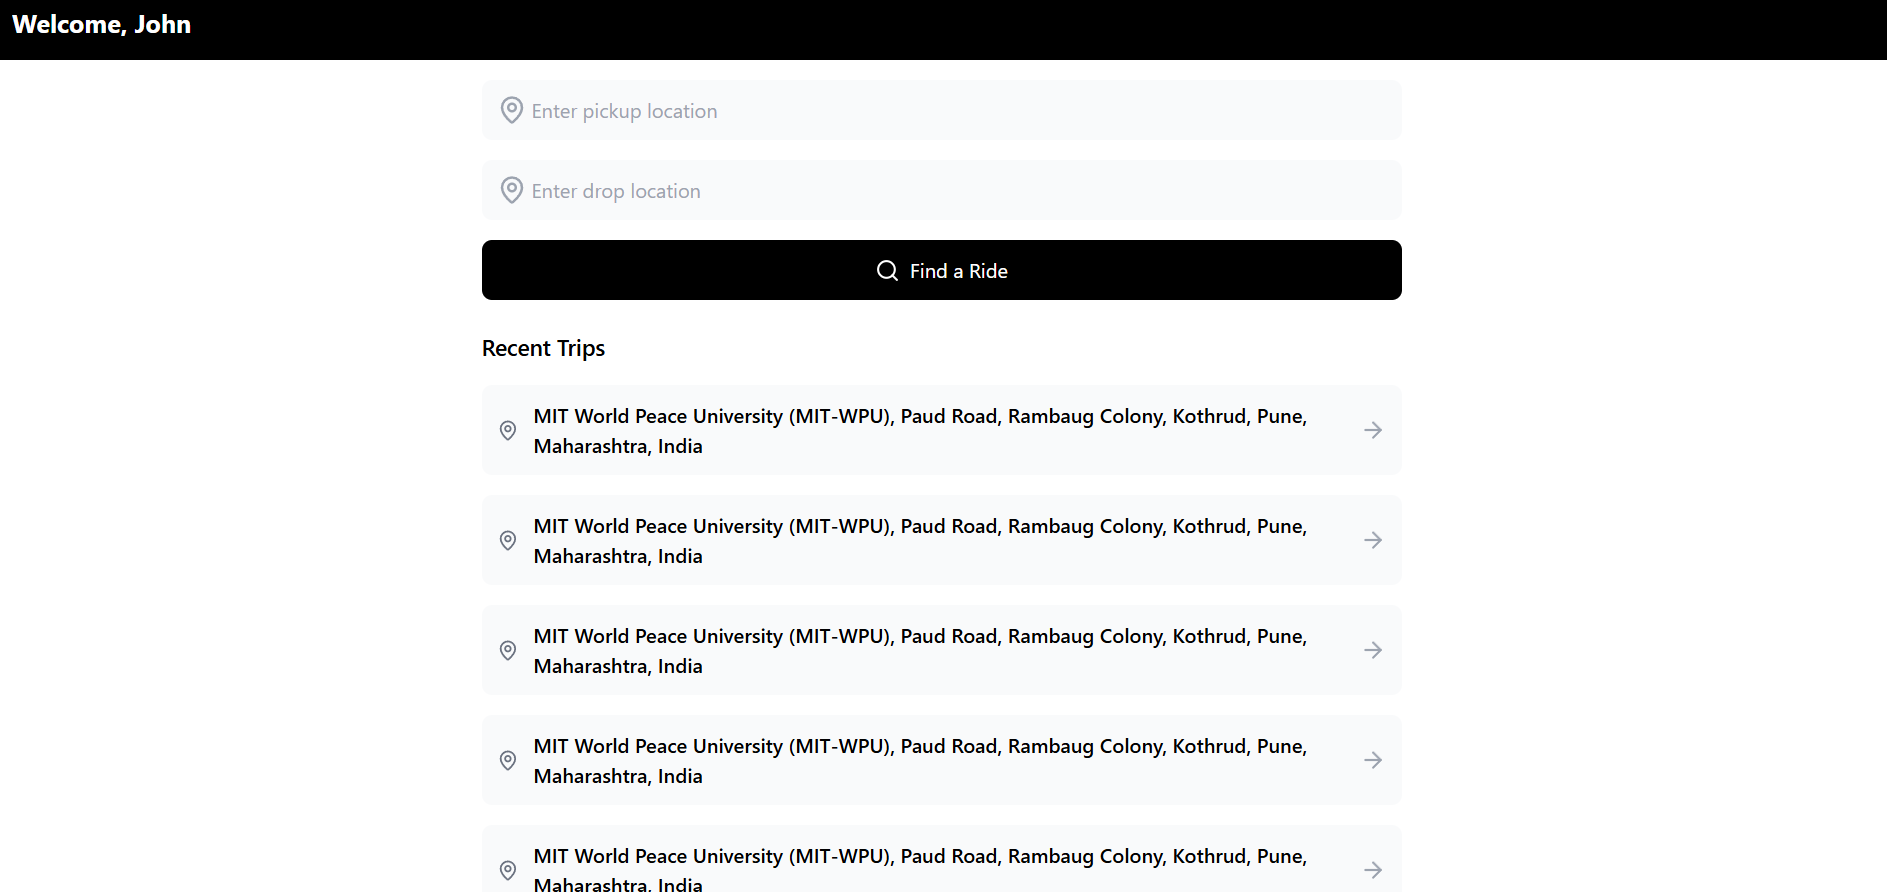 Welcome, John
Enter pickup location
Enter drop location
Find a Ride
Recent Trips
MIT World Peace University (MIT-WPU), Paud Road, Rambaug Colony, Kothrud, Pune,
Maharashtra, India
MIT World Peace University (MIT-WPU), Paud Road, Rambaug Colony, Kothrud, Pune,
Maharashtra, India
MIT World Peace University (MIT-WPU), Paud Road, Rambaug Colony, Kothrud, Pune,
Maharashtra, India
MIT World Peace University (MIT-WPU), Paud Road, Rambaug Colony, Kothrud, Pune,
Maharashtra, India
MIT World Peace University (MIT-WPU), Paud Road, Rambaug Colony, Kothrud, Pune,
Maharashtra, India